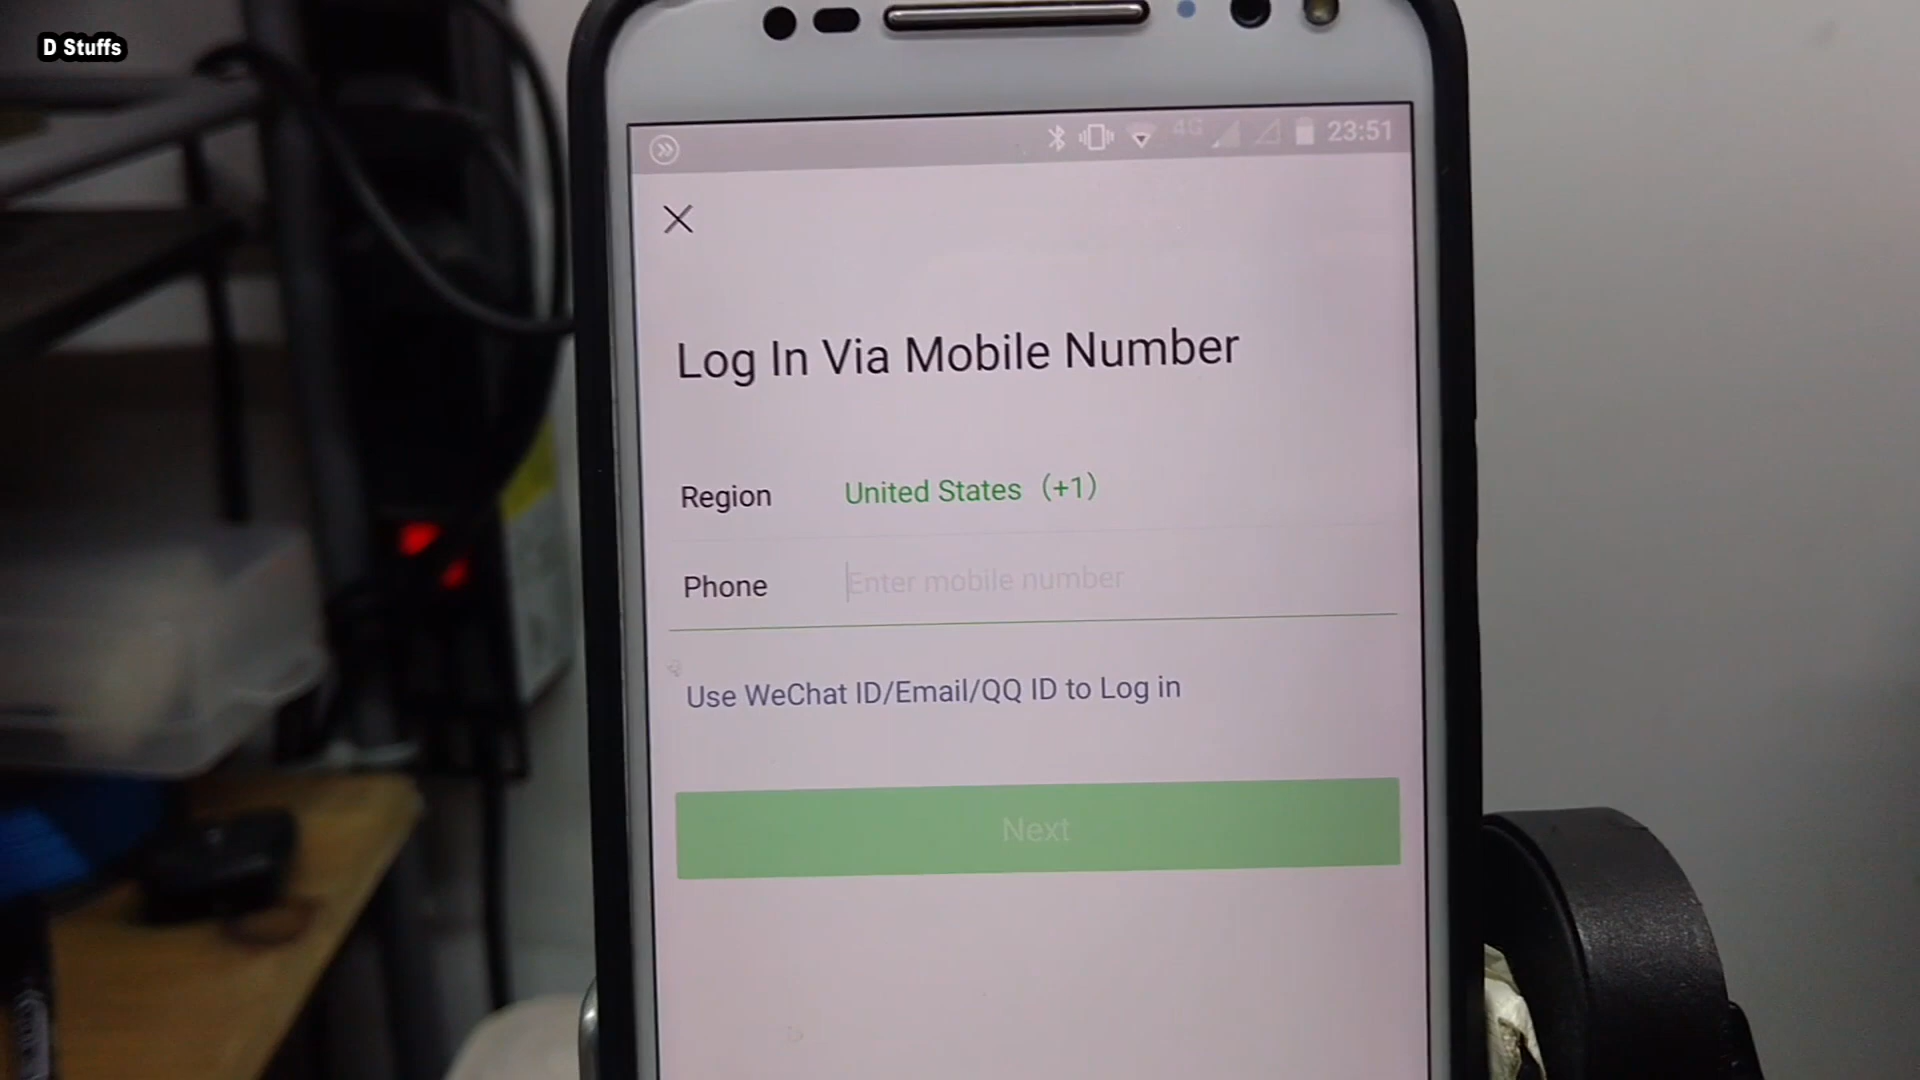 D Stuffs
4G 23:51
Log In Via Mobile Number
Region United States (+1)
Phone Enter mobile number
Use WeChat ID/Email/QQ ID to Log in
Next